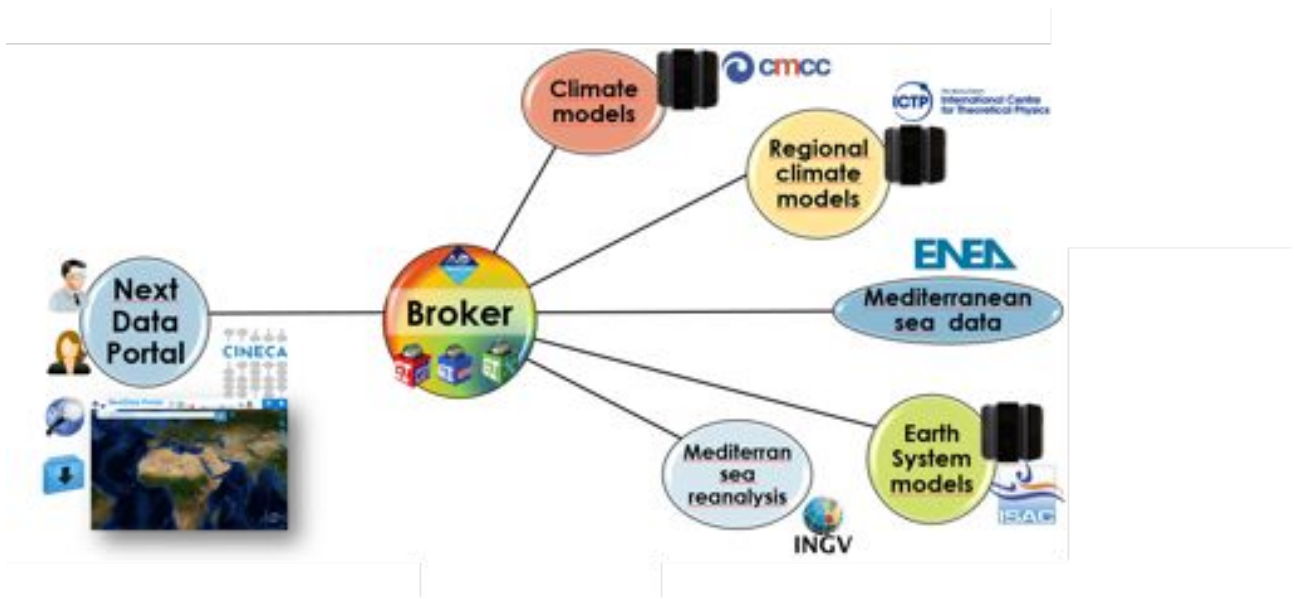 Climate
models
cmcc
ICTP
International Centre
for Theoretical Physics
Regional
climate
models
ENEA
Mediterranean
sea data
Next
Data
Portal
CINECA
Broker
Earth
System
models
ISAC
Mediterran
sea
reanalysis
INGV